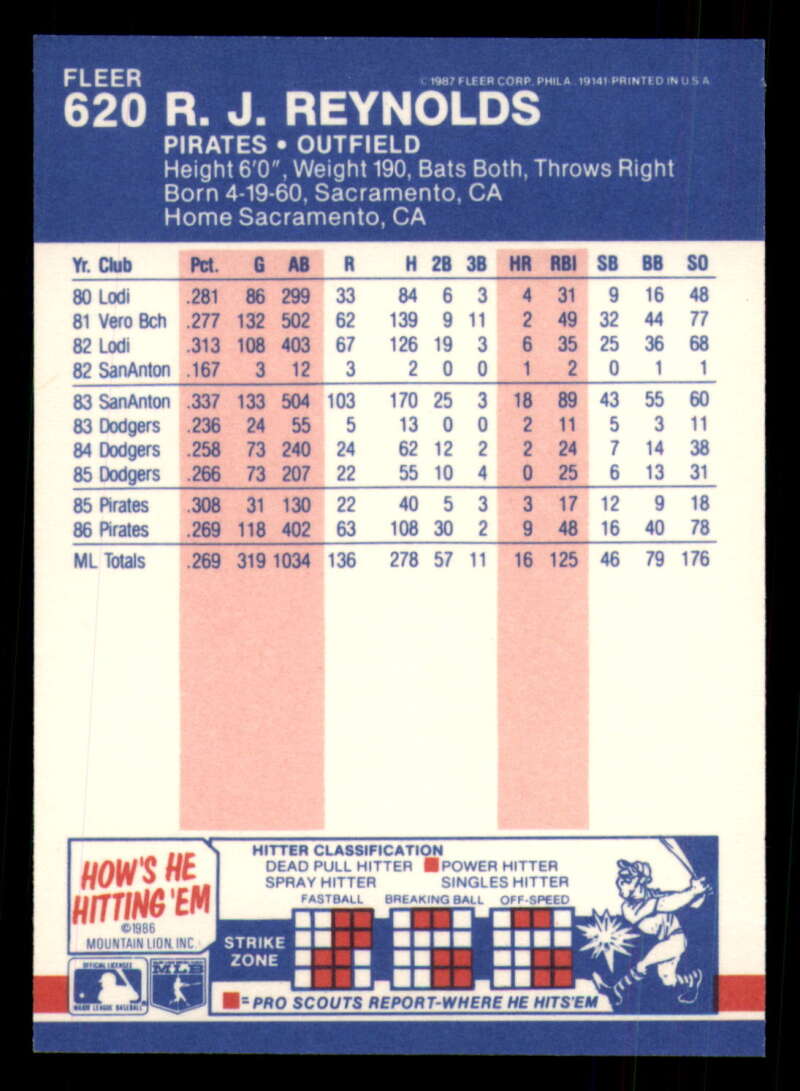 FLEER
© 1987 FLEER CORP. PHILA. 19141-PRINTED IN U.S.A.
620 R. J. REYNOLDS
PIRATES • OUTFIELD
Height 6'0", Weight 190, Bats Both, Throws Right
Born 4-19-60, Sacramento, CA
Home Sacramento, CA
Yr. Club Pct. G AB R H 2B 3B HR RBI SB BB SO
80 Lodi .281 86 299 33 84 6 3 4 31 9 16 48
81 Vero Bch .277 132 502 62 139 9 11 2 49 32 44 77
82 Lodi .313 108 403 67 126 19 3 6 35 25 36 68
82 SanAnton .167 3 12 3 2 0 0 1 2 0 1 1
83 SanAnton .337 133 504 103 170 25 3 18 89 43 55 60
83 Dodgers .236 24 55 5 13 0 0 2 11 5 3 11
84 Dodgers .258 73 240 24 62 12 2 2 24 7 14 38
85 Dodgers .266 73 207 22 55 10 4 0 25 6 13 31
85 Pirates .308 31 130 22 40 5 3 3 17 12 9 18
86 Pirates .269 118 402 63 108 30 2 9 48 16 40 78
ML Totals .269 319 1034 136 278 57 11 16 125 46 79 176
HOW'S HE
HITTING 'EM
©1986
MOUNTAIN LION, INC.
HITTER CLASSIFICATION
DEAD PULL HITTER POWER HITTER
SPRAY HITTER SINGLES HITTER
FASTBALL BREAKING BALL OFF-SPEED
STRIKE
ZONE
=PRO SCOUTS REPORT-WHERE HE HITS'EM
OFFICIAL LICENSEE
MAJOR LEAGUE BASEBALL